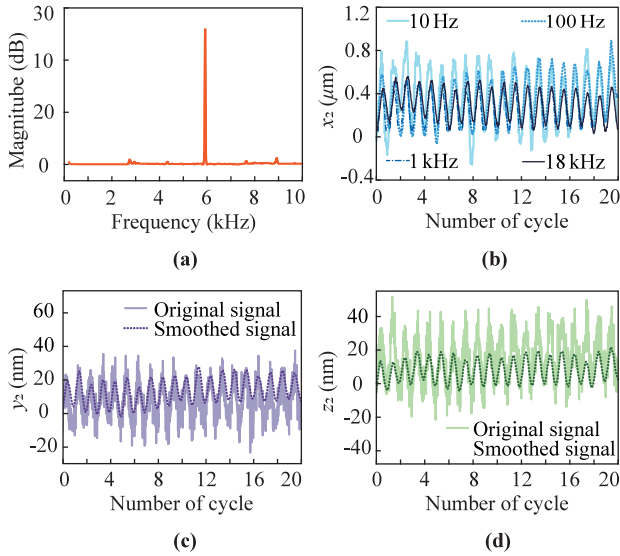 30
10
20
0
Magnitube (dB)
0 2 4 6 8 10
Frequency (kHz)
(a)
10 Hz 100 Hz
1 kHz 18 kHz
1.2
0.8
0.4
0
-0.4
x₂ (μm)
0 4 8 12 16 20
Number of cycle
(b)
Original signal
Smoothed signal
60
40
20
0
-20
y₂ (nm)
0 4 8 12 16 20
Number of cycle
(c)
40
20
0
-20
-40
z₂ (nm)
Original signal
Smoothed signal
0 4 8 12 16 20
Number of cycle
(d)